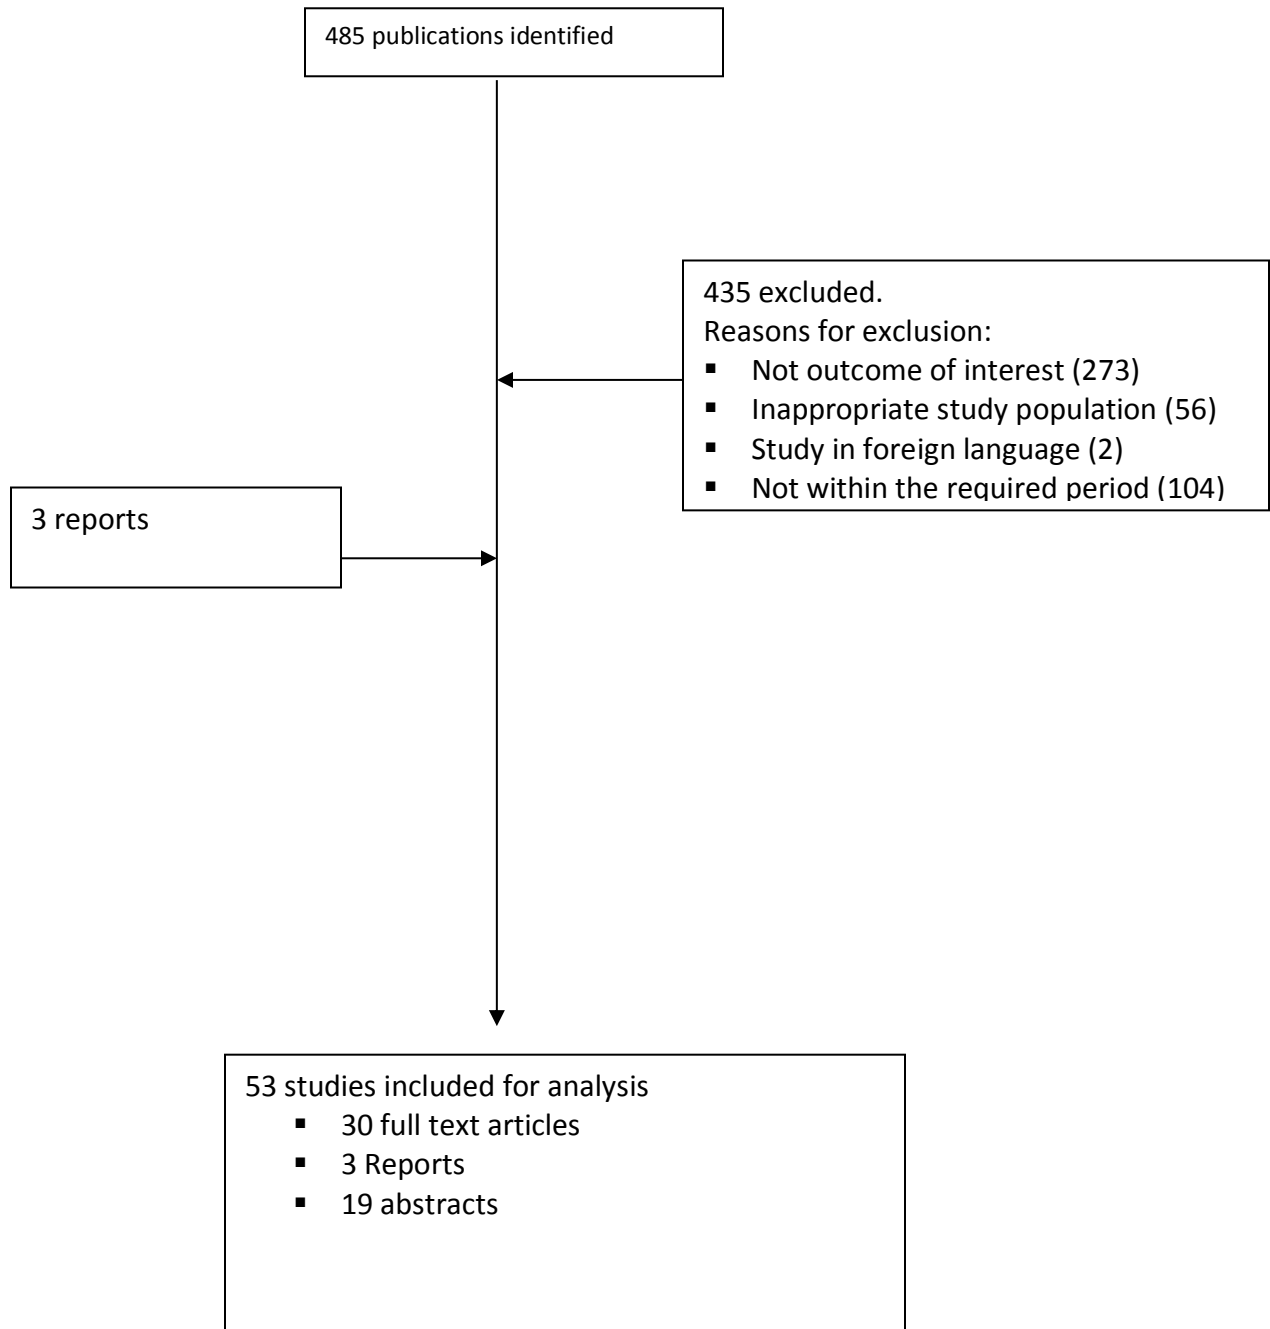 485 publications identified
435 excluded.
Reasons for exclusion:
▪ Not outcome of interest (273)
▪ Inappropriate study population (56)
▪ Study in foreign language (2)
▪ Not within the required period (104)
3 reports
53 studies included for analysis
▪ 30 full text articles
▪ 3 Reports
▪ 19 abstracts